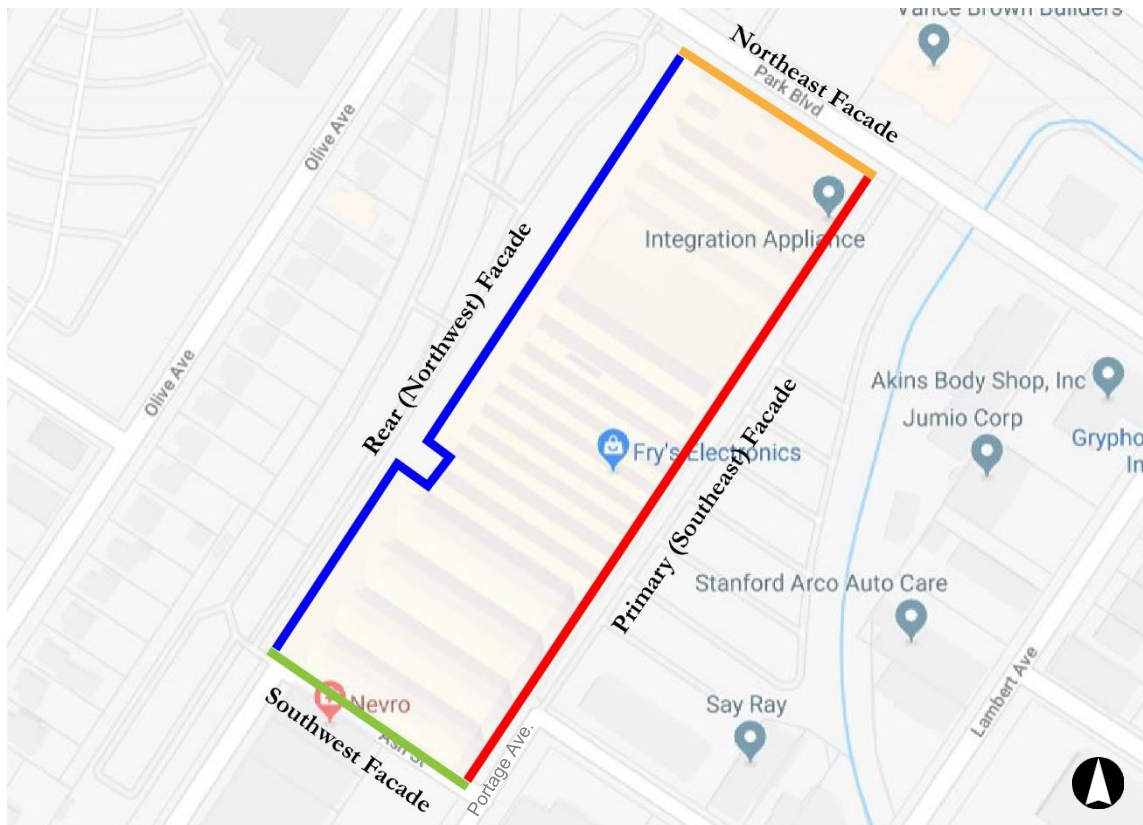 Vance Brown Builders
Northeast Facade
Park Blvd
Olive Ave
Integration Appliance
Rear (Northwest) Facade
Olive Ave
Akins Body Shop, Inc
Jumio Corp
Grypho
In
Fry's Electronics
Primary (Southeast) Facade
Stanford Arco Auto Care
Lambert Ave
Nevro
Say Ray
Southwest Facade
Ash St
Portage Ave.